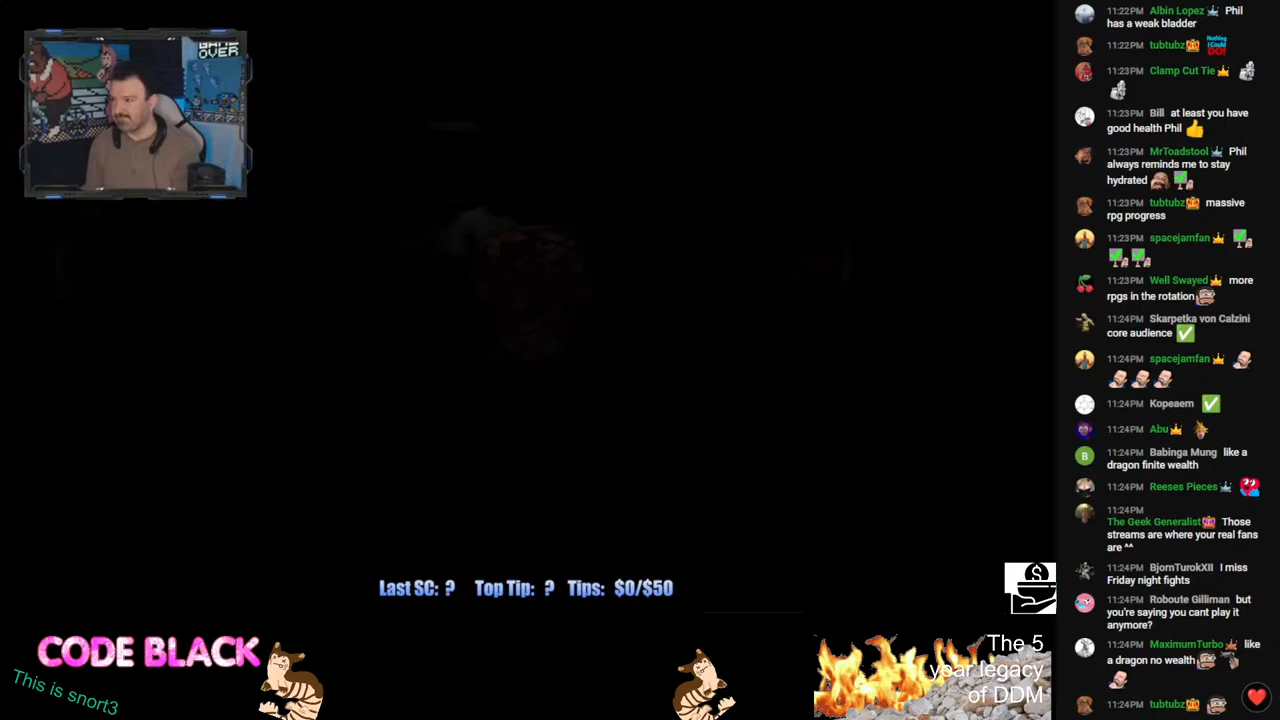 GAME
OVER
Last SC: ? Top Tip: ? Tips: $0/$50
CODE BLACK
This is snort3
The 5
year legacy
of DDM
11:22PM Albin Lopez Phil
has a weak bladder
11:22PM tubtubz Nothing
I Could
DO!
11:23PM Clamp Cut Tie
11:23PM Bill at least you have
good health Phil 👍
11:23PM MrToadstool Phil
always reminds me to stay
hydrated
11:23PM tubtubz massive
rpg progress
11:23PM spacejamfan
11:23PM Well Swayed more
rpgs in the rotation
11:24PM Skarpetka von Calzini
core audience ✅
11:24PM spacejamfan
11:24PM Kopeaem ✅
11:24PM Abu
B
11:24PM Babinga Mung like a
dragon finite wealth
11:24PM Reeses Pieces
11:24PM
The Geek Generalist Those
streams are where your real fans
are ^^
11:24PM BjornTurokXII I miss
Friday night fights
11:24PM Roboute Gilliman but
you're saying you cant play it
anymore?
11:24PM MaximumTurbo like
a dragon no wealth
11:24PM tubtubz